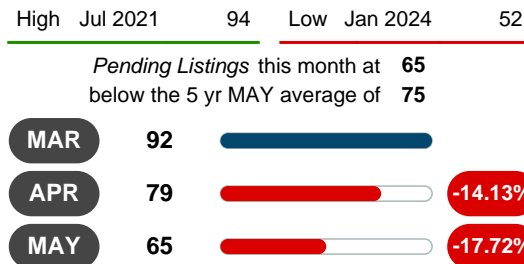 High Jul 2021 94 Low Jan 2024 52
Pending Listings this month at 65
below the 5 yr MAY average of 75
MAR 92
APR 79 -14.13%
MAY 65 -17.72%